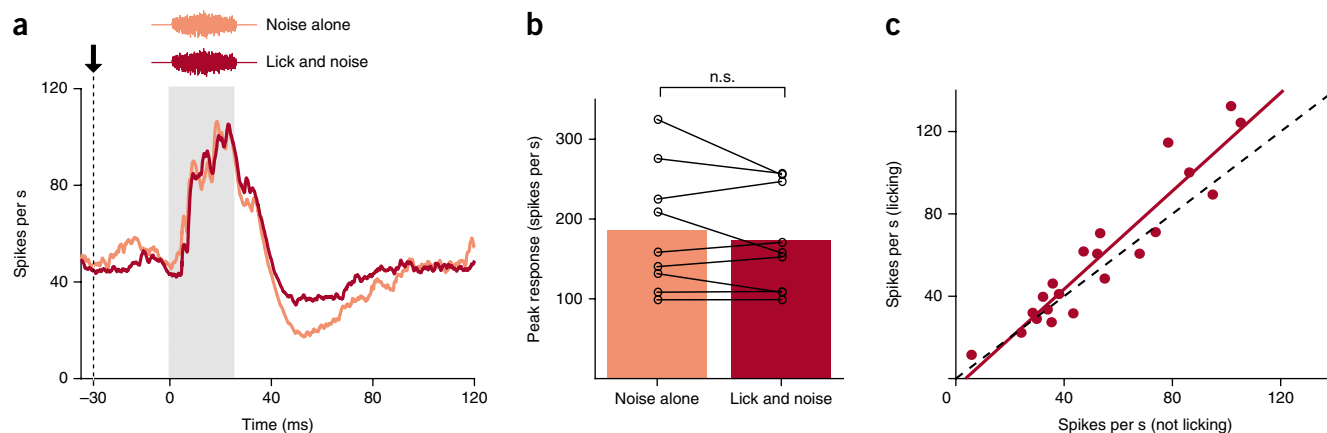 a
Noise alone
Lick and noise
Spikes per s
120
80
40
0
–30
0
40
80
120
Time (ms)
b
n.s.
Peak response (spikes per s)
300
200
100
Noise alone
Lick and noise
c
Spikes per s (licking)
120
80
40
0
40
80
120
Spikes per s (not licking)